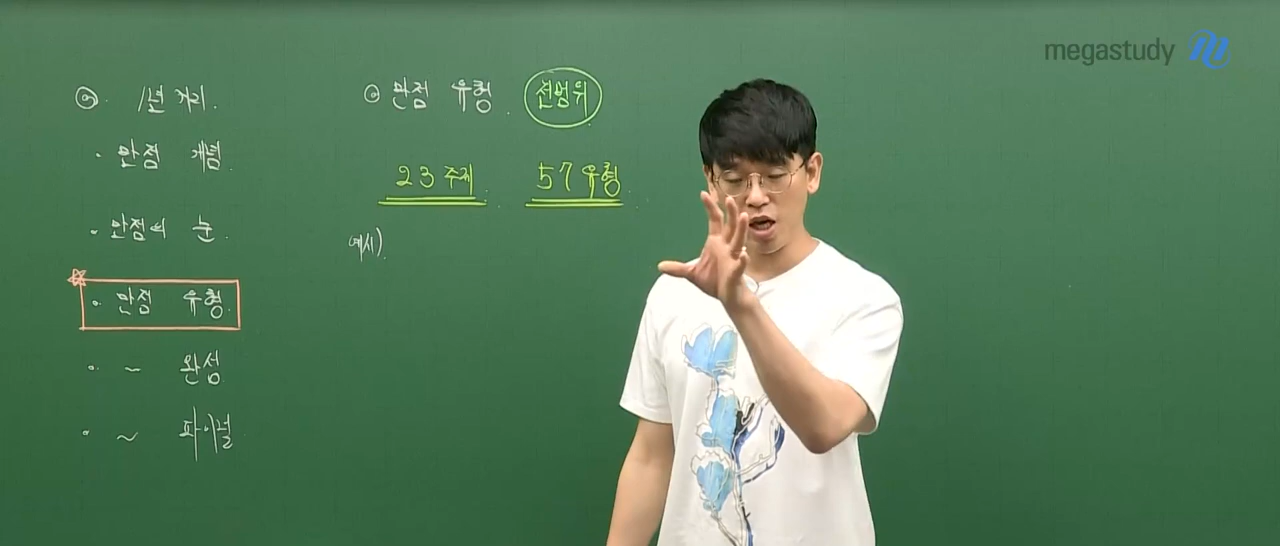 megastudy
⊙. 1년 커리.
· 만점 개념.
· 만점의 눈.
· 만점 유형.
· ~ 완성
· ~ 파이널
⊙ 만점 유형. 전범위
23주제. 57유형.
예시).